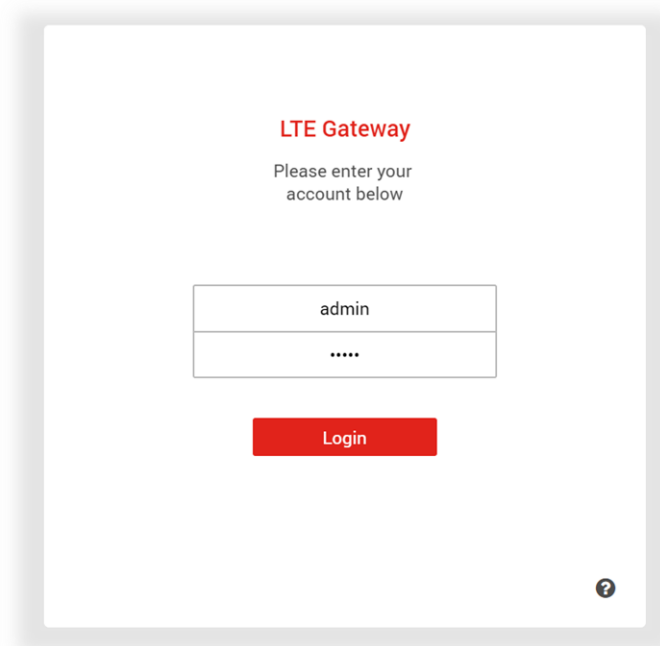 LTE Gateway
Please enter your
account below
admin
•••••
Login
?